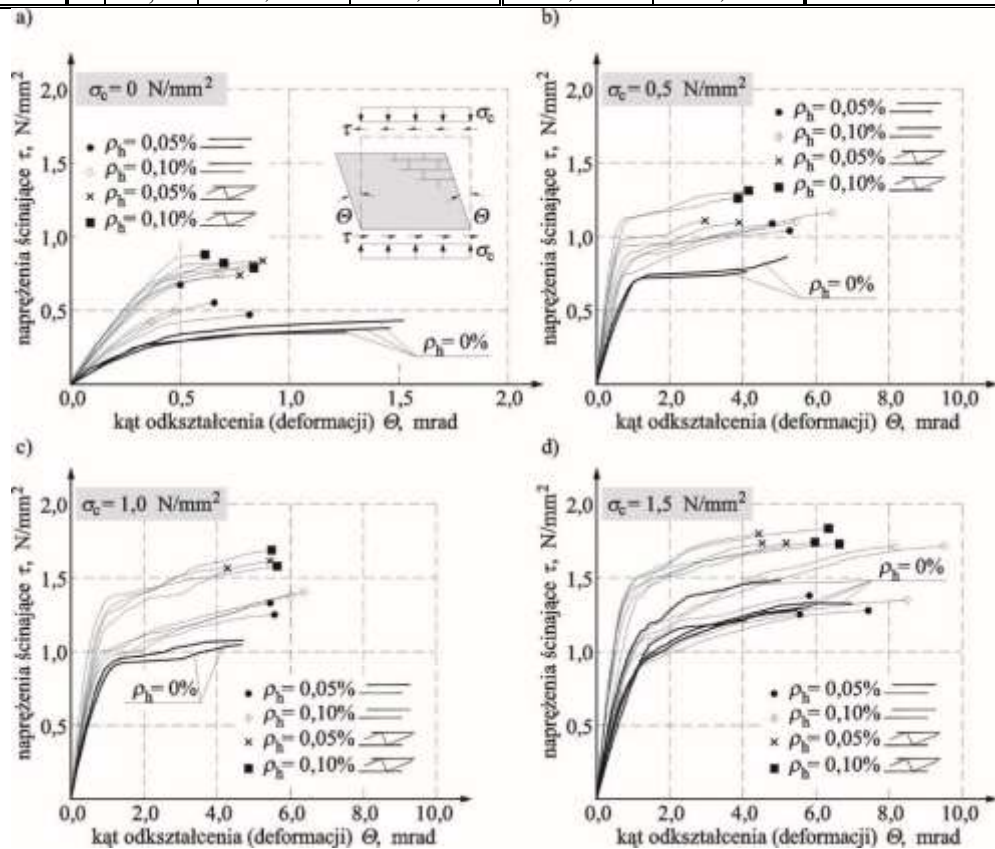 a)
σc= 0 N/mm²
naprężenia ścinające τ, N/mm²
2,0
1,5
1,0
0,5
ρh= 0,05%
ρh= 0,10%
ρh= 0,05%
ρh= 0,10%
σc
τ
Θ Θ
τ
σc
ρh= 0%
0,0 0,5 1,0 1,5 2,0
kąt odkształcenia (deformacji) Θ, mrad
b)
σc= 0,5 N/mm²
naprężenia ścinające τ, N/mm²
2,0
1,5
1,0
0,5
ρh= 0,05%
ρh= 0,10%
ρh= 0,05%
ρh= 0,10%
ρh= 0%
0,0 2,0 4,0 6,0 8,0 10,0
kąt odkształcenia (deformacji) Θ, mrad
c)
σc= 1,0 N/mm²
naprężenia ścinające τ, N/mm²
2,0
1,5
1,0
0,5
ρh= 0%
ρh= 0,05%
ρh= 0,10%
ρh= 0,05%
ρh= 0,10%
0,0 2,0 4,0 6,0 8,0 10,0
kąt odkształcenia (deformacji) Θ, mrad
d)
σc= 1,5 N/mm²
naprężenia ścinające τ, N/mm²
2,0
1,5
1,0
0,5
ρh= 0%
ρh= 0,05%
ρh= 0,10%
ρh= 0,05%
ρh= 0,10%
0,0 2,0 4,0 6,0 8,0 10,0
kąt odkształcenia (deformacji) Θ, mrad